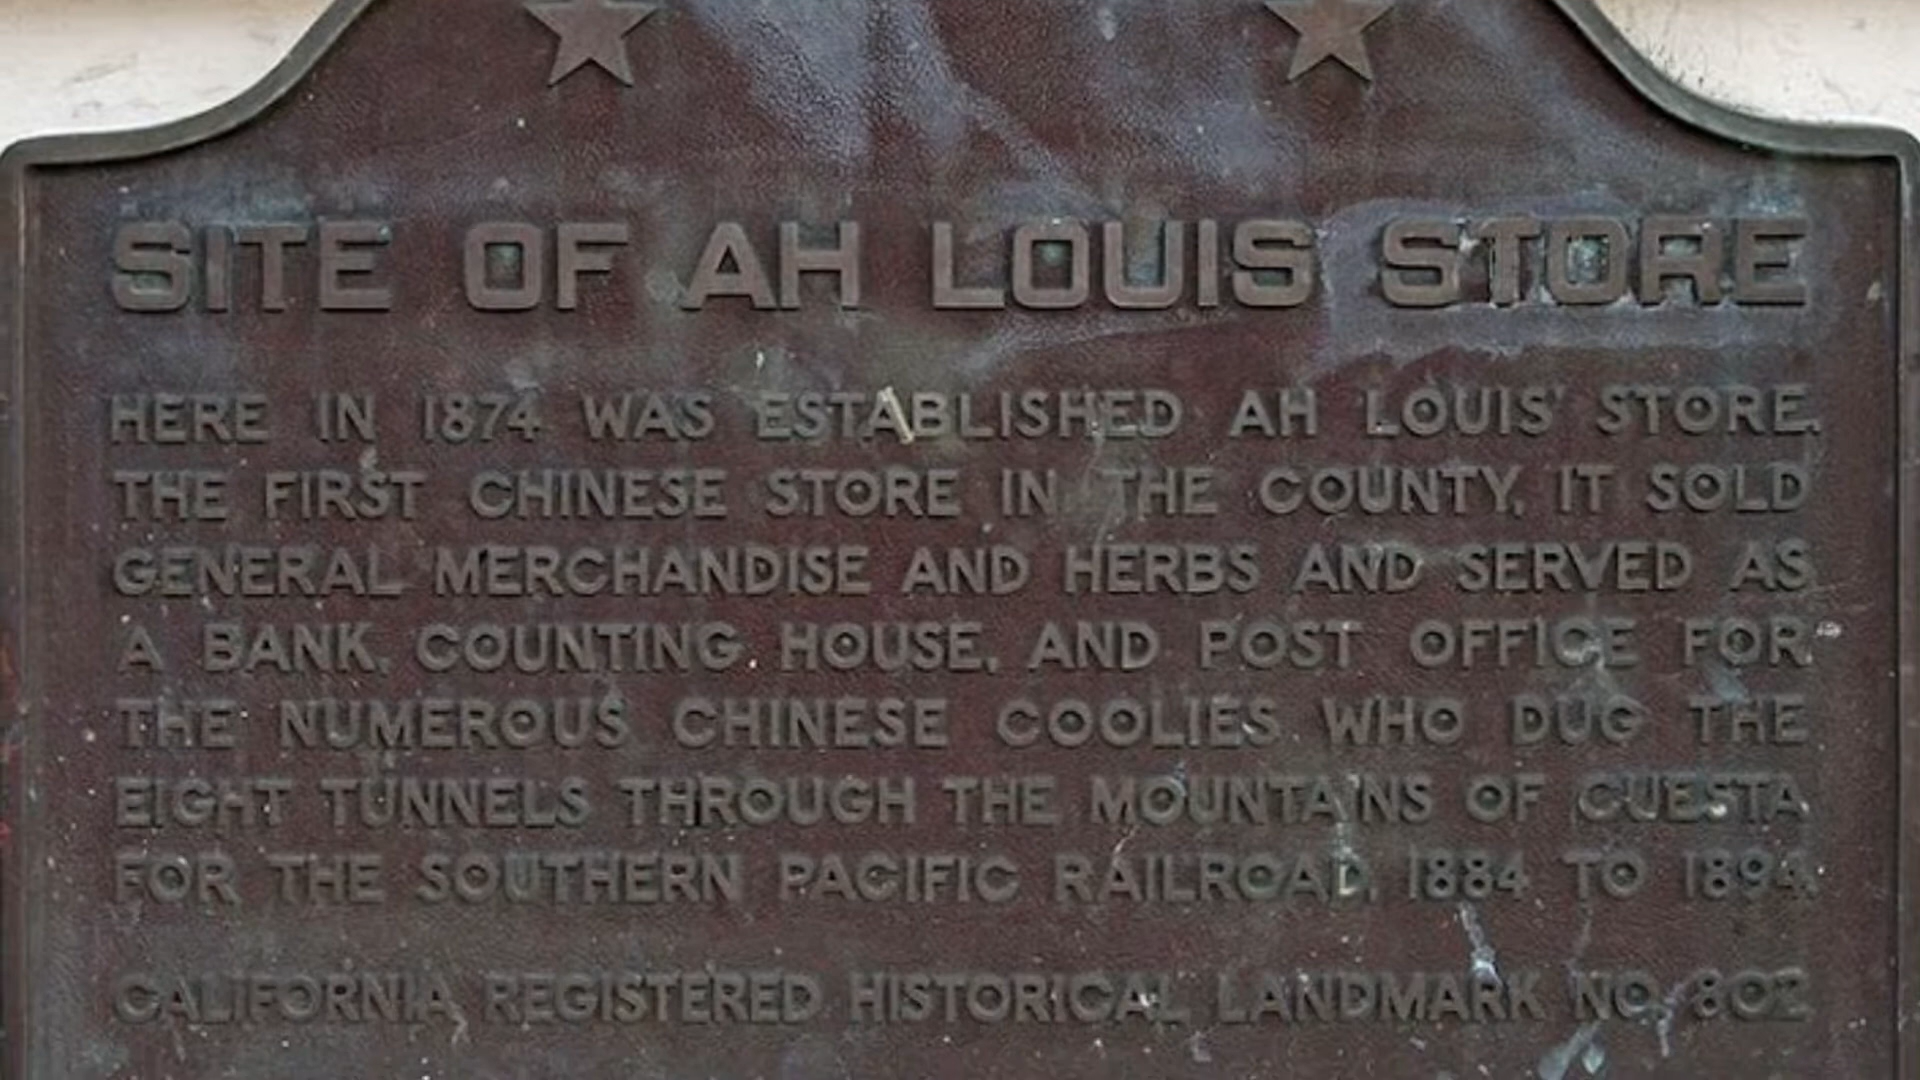 SITE OF AH LOUIS STORE
HERE IN 1874 WAS ESTABLISHED AH LOUIS' STORE,
THE FIRST CHINESE STORE IN THE COUNTY. IT SOLD
GENERAL MERCHANDISE AND HERBS AND SERVED AS
A BANK, COUNTING HOUSE, AND POST OFFICE FOR
THE NUMEROUS CHINESE COOLIES WHO DUG THE
EIGHT TUNNELS THROUGH THE MOUNTAINS OF CUESTA
FOR THE SOUTHERN PACIFIC RAILROAD, 1884 TO 1894.
CALIFORNIA REGISTERED HISTORICAL LANDMARK NO. 802